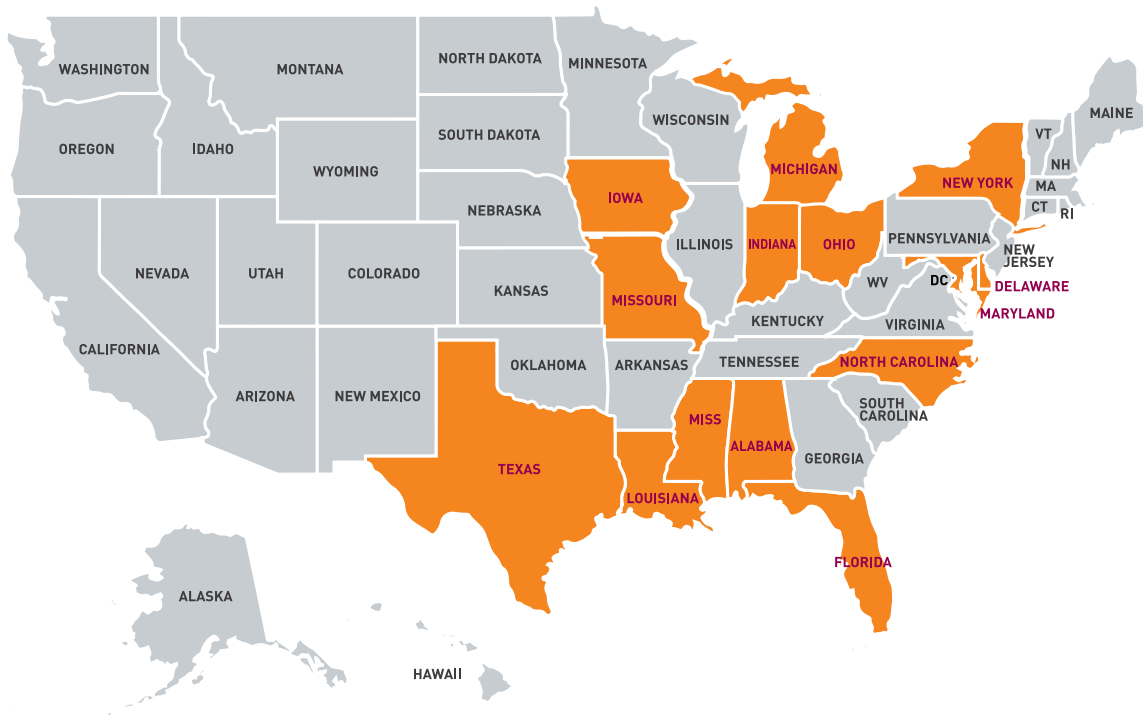 WASHINGTON
MONTANA
NORTH DAKOTA
MINNESOTA
MAINE
OREGON
IDAHO
SOUTH DAKOTA
WISCONSIN
VT
NH
WYOMING
MICHIGAN
NEW YORK
MA
IOWA
NEBRASKA
CT
RI
NEVADA
UTAH
COLORADO
ILLINOIS
INDIANA
OHIO
PENNSYLVANIA
NEW
JERSEY
KANSAS
WV
DC
DELAWARE
MISSOURI
MARYLAND
CALIFORNIA
KENTUCKY
VIRGINIA
OKLAHOMA
ARKANSAS
TENNESSEE
NORTH CAROLINA
ARIZONA
NEW MEXICO
SOUTH
CAROLINA
MISS
ALABAMA
GEORGIA
TEXAS
LOUISIANA
FLORIDA
ALASKA
HAWAII